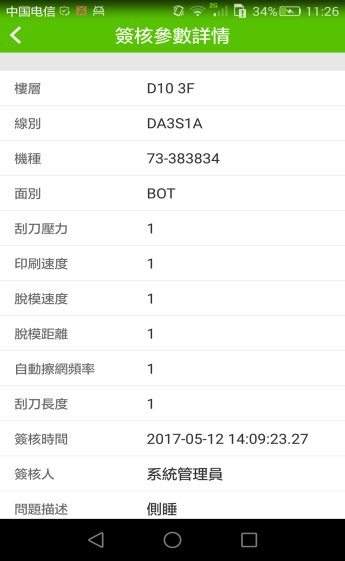 中国电信 2G 34% 11:26
簽核參數詳情
樓層 D10 3F
線別 DA3S1A
機種 73-383834
面別 BOT
刮刀壓力 1
印刷速度 1
脫模速度 1
脫模距離 1
自動擦網頻率 1
刮刀長度 1
簽核時間 2017-05-12 14:09:23.27
簽核人 系統管理員
問題描述 側睡